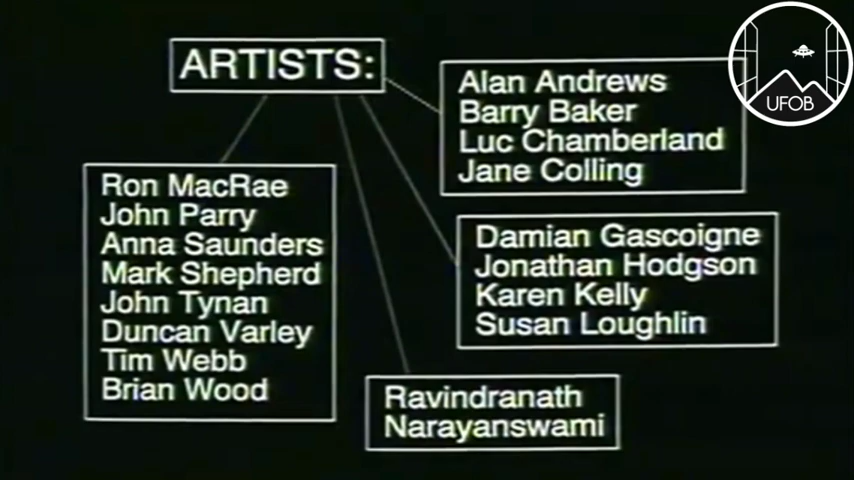 ARTISTS:
Alan Andrews
Barry Baker
Luc Chamberland
Jane Colling
Damian Gascoigne
Jonathan Hodgson
Karen Kelly
Susan Loughlin
Ravindranath
Narayanswami
Ron MacRae
John Parry
Anna Saunders
Mark Shepherd
John Tynan
Duncan Varley
Tim Webb
Brian Wood
UFOB